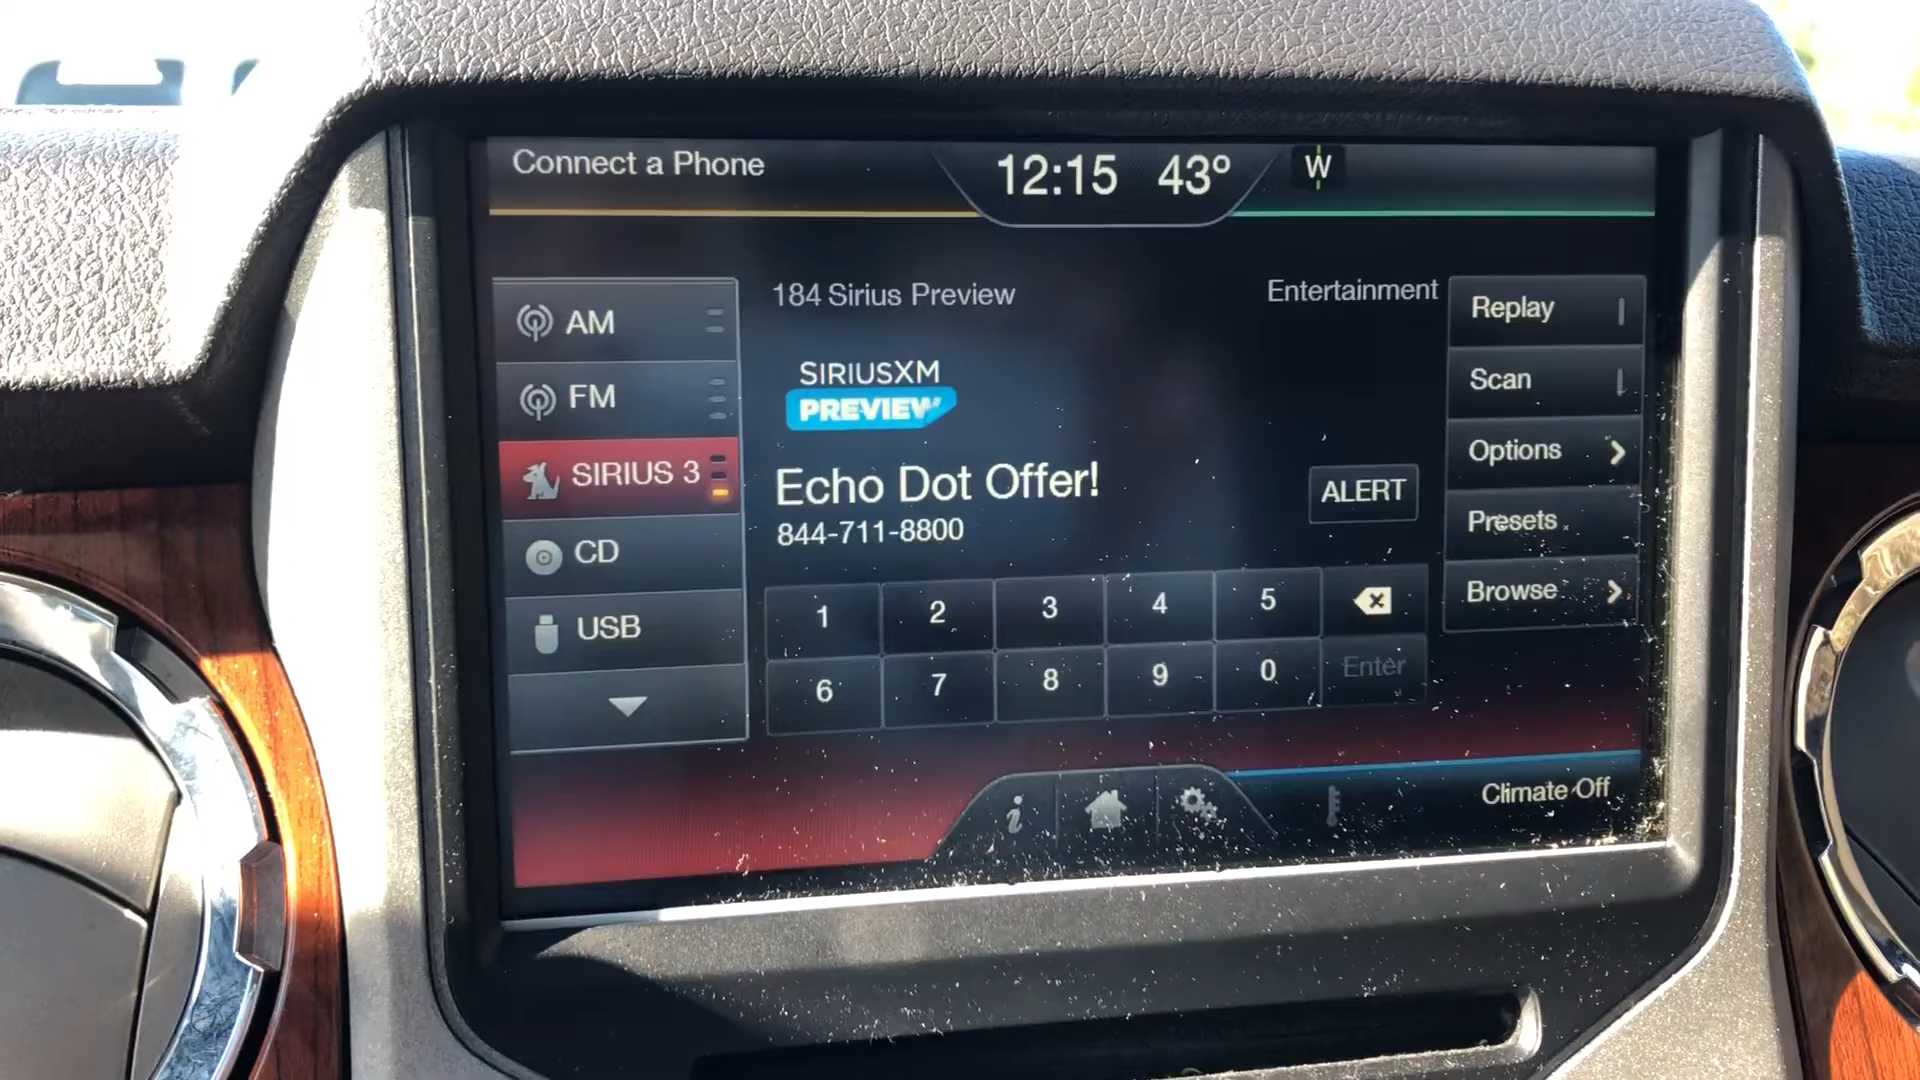 Connect a Phone
12:15 43° W
AM
FM
SIRIUS 3
CD
USB
184 Sirius Preview
Entertainment
SIRIUSXM
PREVIEW
Echo Dot Offer!
844-711-8800
ALERT
1 2 3 4 5
6 7 8 9 0 Enter
Replay
Scan
Options
Presets
Browse
Climate Off